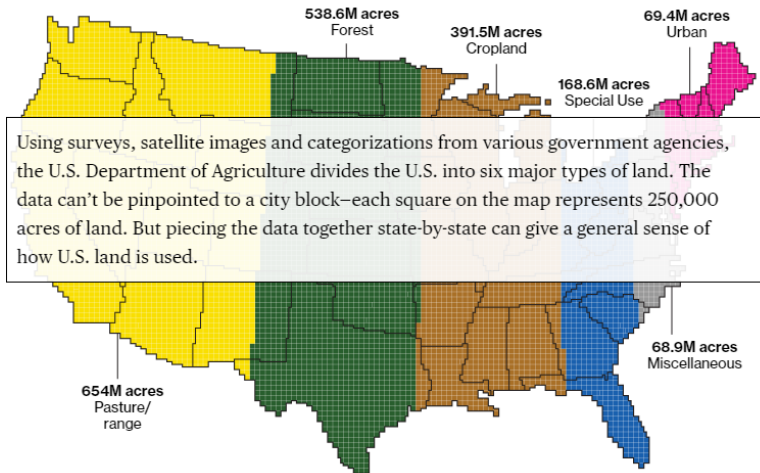 538.6M acres
Forest
391.5M acres
Cropland
69.4M acres
Urban
168.6M acres
Special Use
Using surveys, satellite images and categorizations from various government agencies,
the U.S. Department of Agriculture divides the U.S. into six major types of land. The
data can’t be pinpointed to a city block—each square on the map represents 250,000
acres of land. But piecing the data together state-by-state can give a general sense of
how U.S. land is used.
68.9M acres
Miscellaneous
654M acres
Pasture/
range